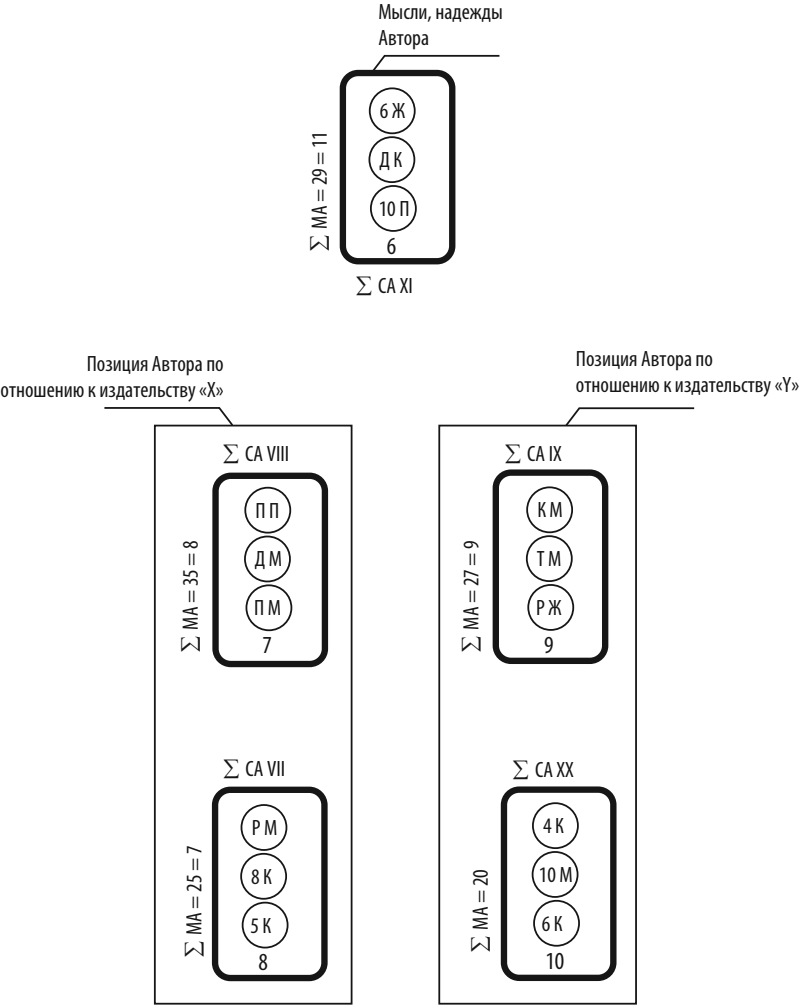 Мысли, надежды
Автора
6 Ж
Д К
10 П
6
∑ МА = 29 = 11
∑ СА XI
Позиция Автора по
отношению к издательству «X»
∑ СА VIII
П П
Д М
П М
7
∑ МА = 35 = 8
∑ СА VII
Р М
8 К
5 К
8
∑ МА = 25 = 7
Позиция Автора по
отношению к издательству «Y»
∑ СА IX
К М
Т М
Р Ж
9
∑ МА = 27 = 9
∑ СА XX
4 К
10 М
6 К
10
∑ МА = 20